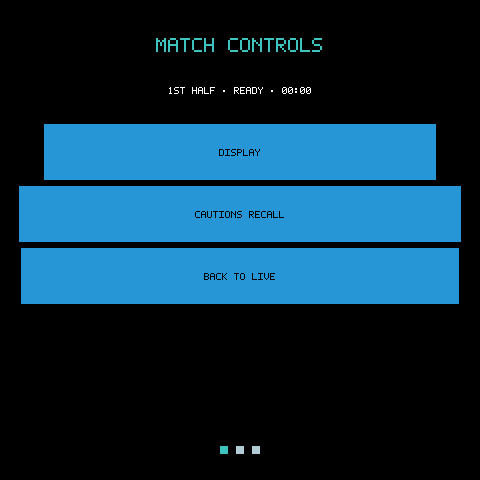 MATCH CONTROLS
1ST HALF · READY · 00:00
DISPLAY
CAUTIONS RECALL
BACK TO LIVE